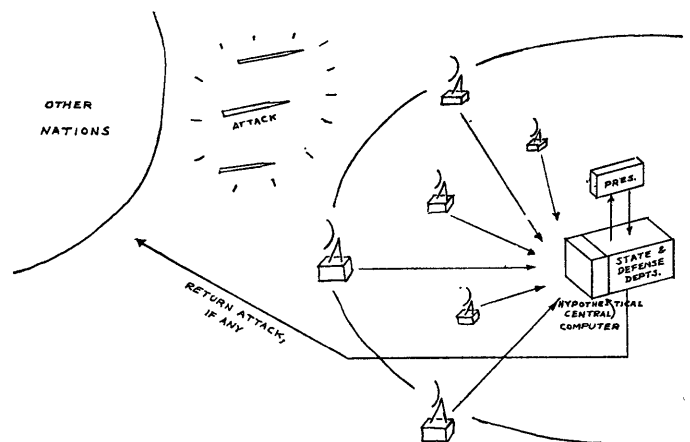 OTHER
NATIONS
ATTACK
PRES.
STATE &
DEFENSE
DEPTS.
(HYPOTHETICAL
CENTRAL)
COMPUTER
RETURN ATTACK,
IF ANY